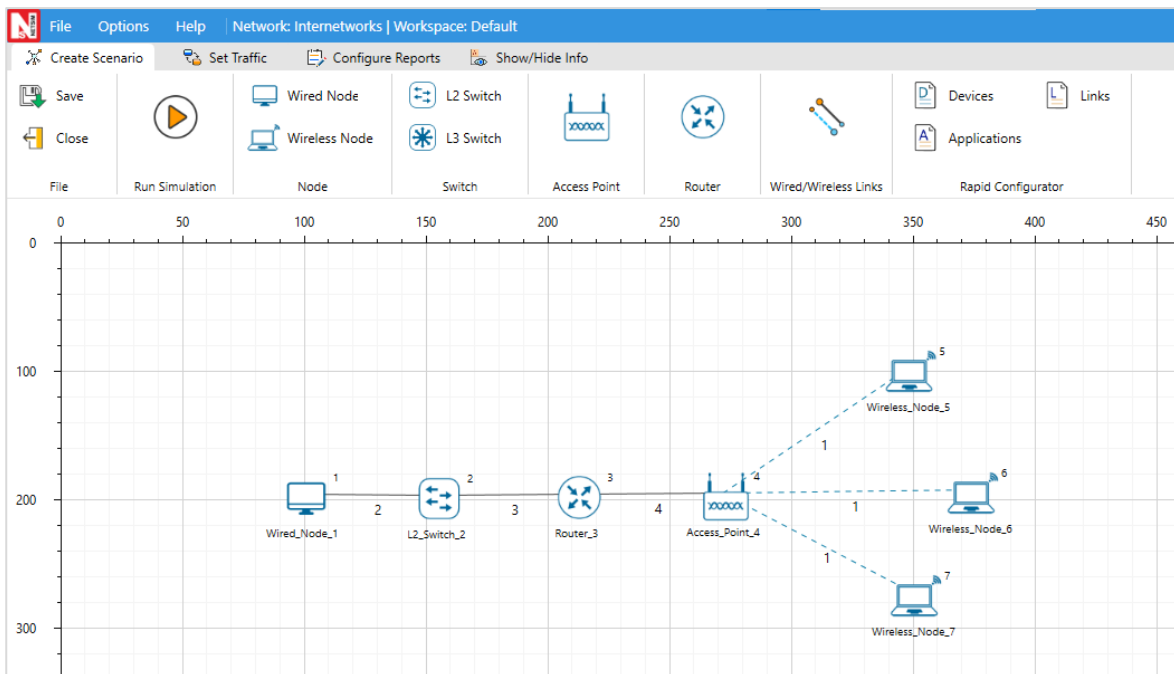 NETSIM File Options Help Network: Internetworks | Workspace: Default
Create Scenario Set Traffic Configure Reports Show/Hide Info
Save Wired Node L2 Switch Devices Links
Close Wireless Node L3 Switch Applications
File Run Simulation Node Switch Access Point Router Wired/Wireless Links Rapid Configurator
0 50 100 150 200 250 300 350 400 450
0
5
100
Wireless_Node_5
1
1 2 3 4 6
200
2 3 4 1
Wired_Node_1 L2_Switch_2 Router_3 Access_Point_4 Wireless_Node_6
1
7
300
Wireless_Node_7